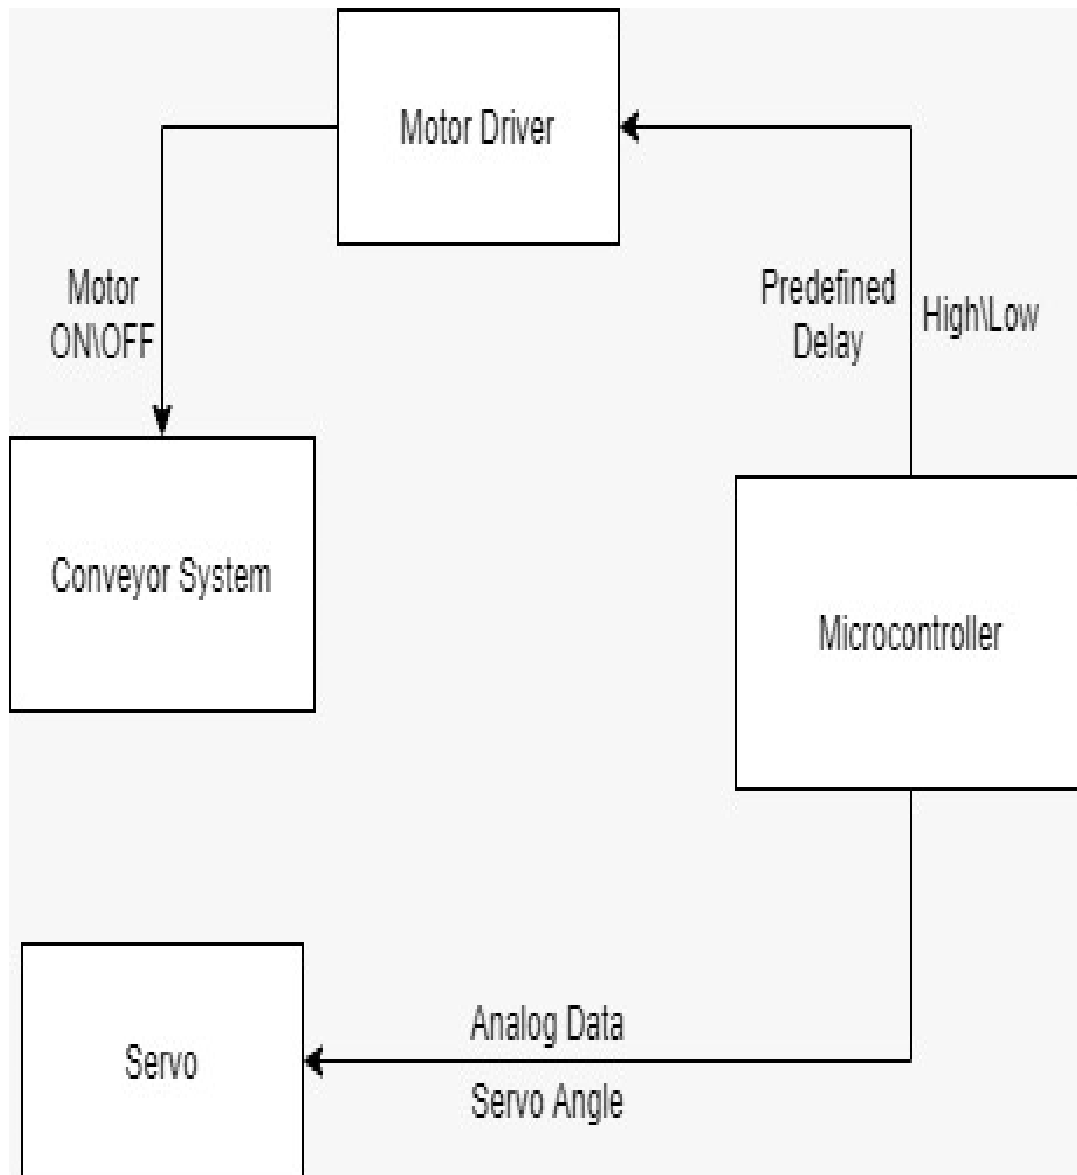 Motor Driver
Motor
ON\OFF
Predefined
Delay
High\Low
Conveyor System
Microcontroller
Analog Data
Servo
Servo Angle